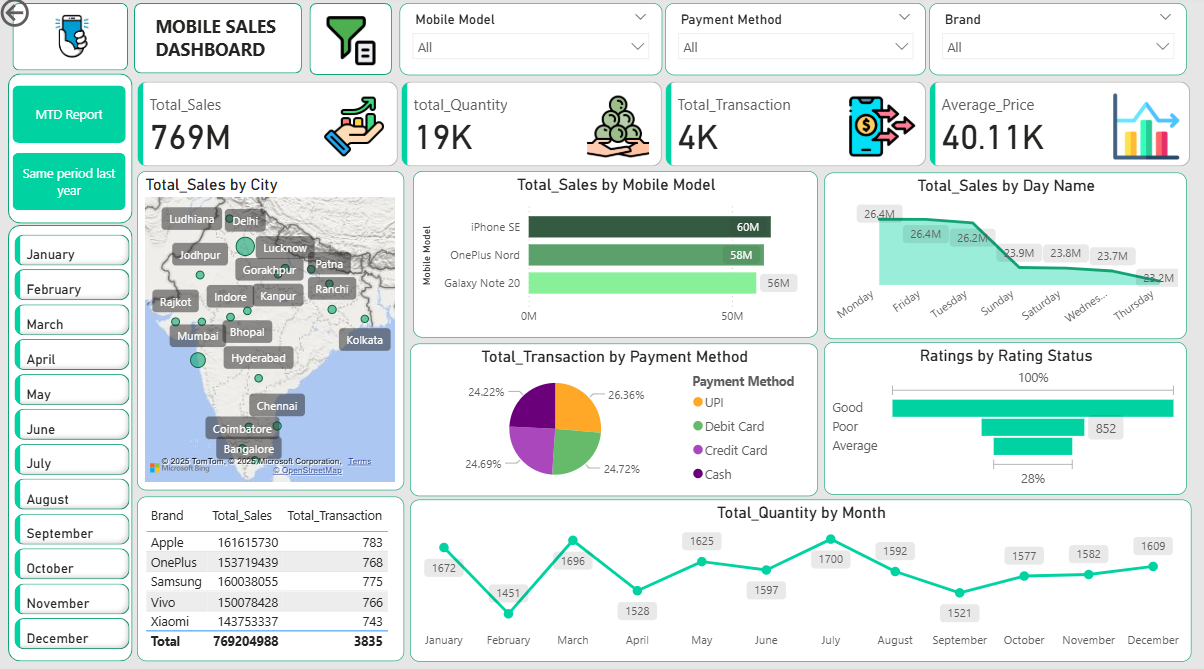 MOBILE SALES
DASHBOARD
Mobile Model
All
Payment Method
All
Brand
All
MTD Report
Same period last
year
January
February
March
April
May
June
July
August
September
October
November
December
Total_Sales
769M
total_Quantity
19K
Total_Transaction
4K
Average_Price
40.11K
Total_Sales by City
Ludhiana
Delhi
Jodhpur
Lucknow
Gorakhpur
Patna
Rajkot
Indore
Kanpur
Ranchi
Mumbai
Bhopal
Kolkata
Hyderabad
Chennai
Coimbatore
Bangalore
© 2025 TomTom, © 2025 Microsoft Corporation, Terms
Microsoft Bing
© OpenStreetMap
Total_Sales by Mobile Model
Mobile Model
iPhone SE 60M
OnePlus Nord 58M
Galaxy Note 20 56M
0M 50M
Total_Sales by Day Name
26.4M
26.4M
26.2M
23.9M
23.8M
23.7M
23.2M
Monday
Friday
Tuesday
Sunday
Saturday
Wednes...
Thursday
Total_Transaction by Payment Method
24.22%
26.36%
24.69%
24.72%
Payment Method
UPI
Debit Card
Credit Card
Cash
Ratings by Rating Status
100%
Good
Poor 852
Average
28%
Brand Total_Sales Total_Transaction
Apple 161615730 783
OnePlus 153719439 768
Samsung 160038055 775
Vivo 150078428 766
Xiaomi 143753337 743
Total 769204988 3835
Total_Quantity by Month
1672
1451
1696
1528
1625
1597
1700
1592
1521
1577
1582
1609
January February March April May June July August September October November December